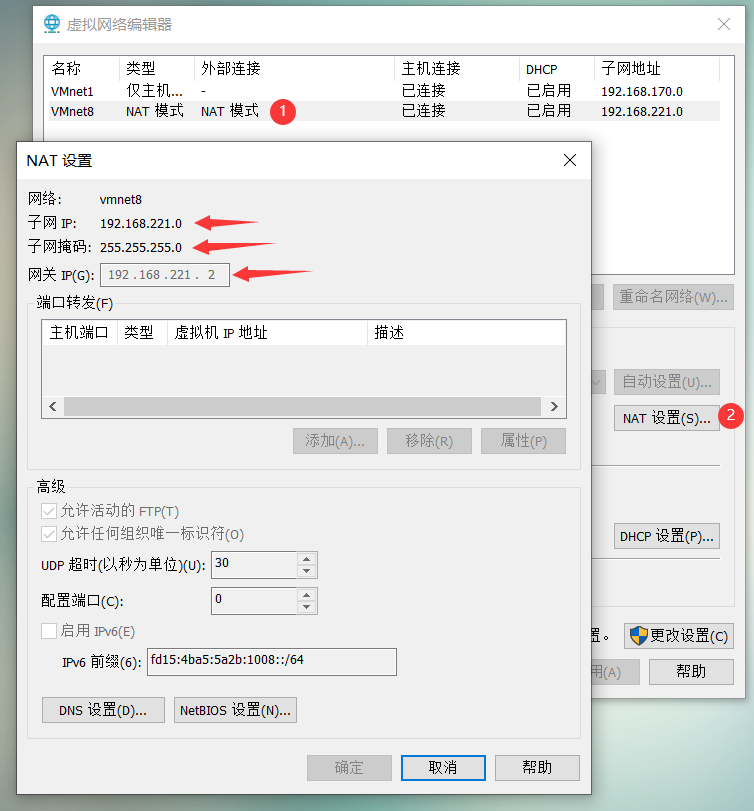 虚拟网络编辑器
名称 类型 外部连接 主机连接 DHCP 子网地址
VMnet1 仅主机... - 已连接 已启用 192.168.170.0
VMnet8 NAT 模式 NAT 模式 1 已连接 已启用 192.168.221.0
NAT 设置
网络: vmnet8
子网 IP: 192.168.221.0
子网掩码: 255.255.255.0
网关 IP(G): 192 . 168 . 221 . 2
重命名网络(W)...
端口转发(F)
主机端口 类型 虚拟机 IP 地址 描述
自动设置(U)...
NAT 设置(S)... 2
添加(A)... 移除(R) 属性(P)
高级
允许活动的 FTP(T)
允许任何组织唯一标识符(O)
DHCP 设置(P)...
UDP 超时(以秒为单位)(U): 30
配置端口(C): 0
启用 IPv6(E)
置。 更改设置(C)
IPv6 前缀(6): fd15:4ba5:5a2b:1008::/64
用(A) 帮助
DNS 设置(D)... NetBIOS 设置(N)...
确定 取消 帮助